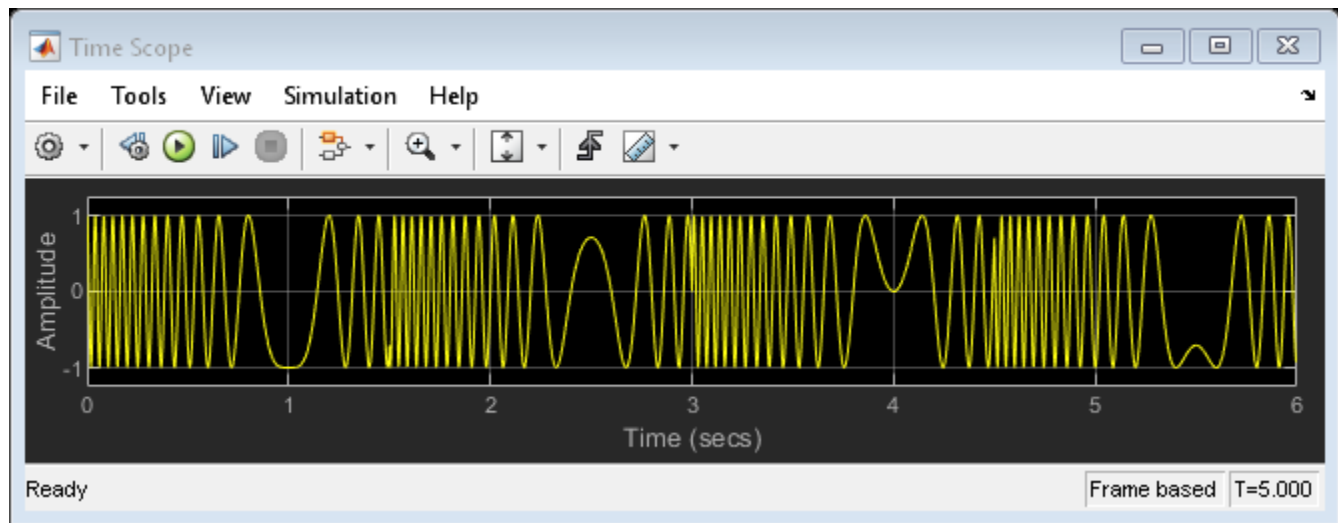 Time Scope
File Tools View Simulation Help
Amplitude
1
0
-1
0 1 2 3 4 5 6
Time (secs)
Ready Frame based T=5.000